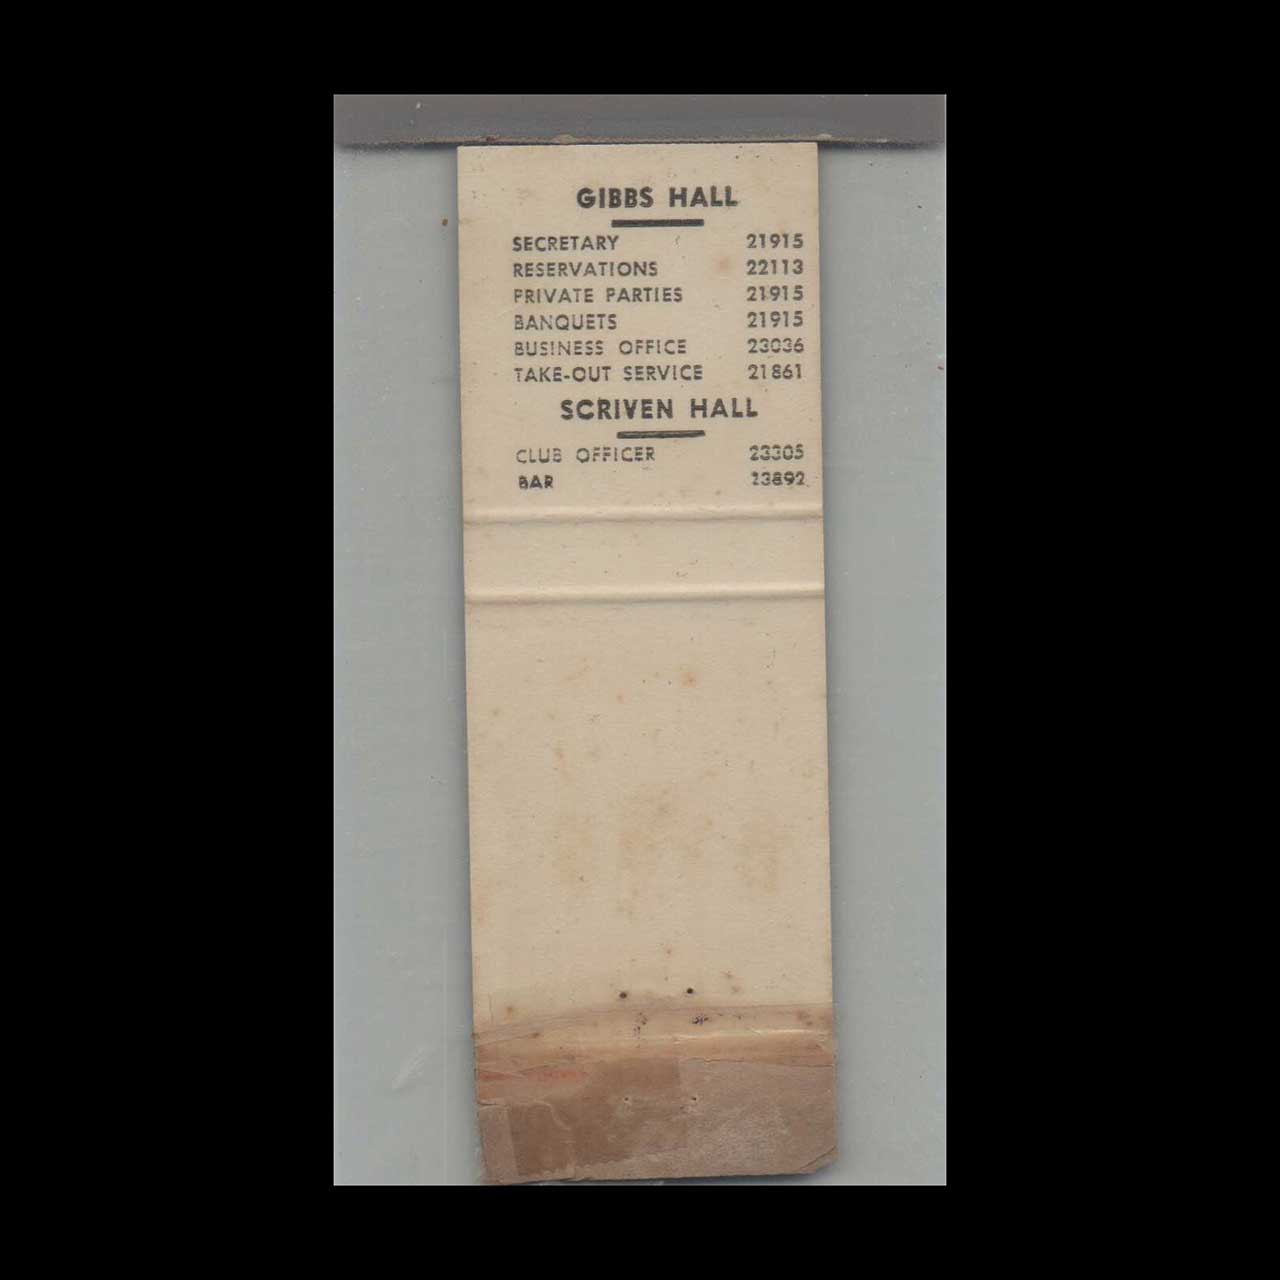 GIBBS HALL
SECRETARY 21915
RESERVATIONS 22113
PRIVATE PARTIES 21915
BANQUETS 21915
BUSINESS OFFICE 23036
TAKE-OUT SERVICE 21861
SCRIVEN HALL
CLUB OFFICER 23305
BAR 23892